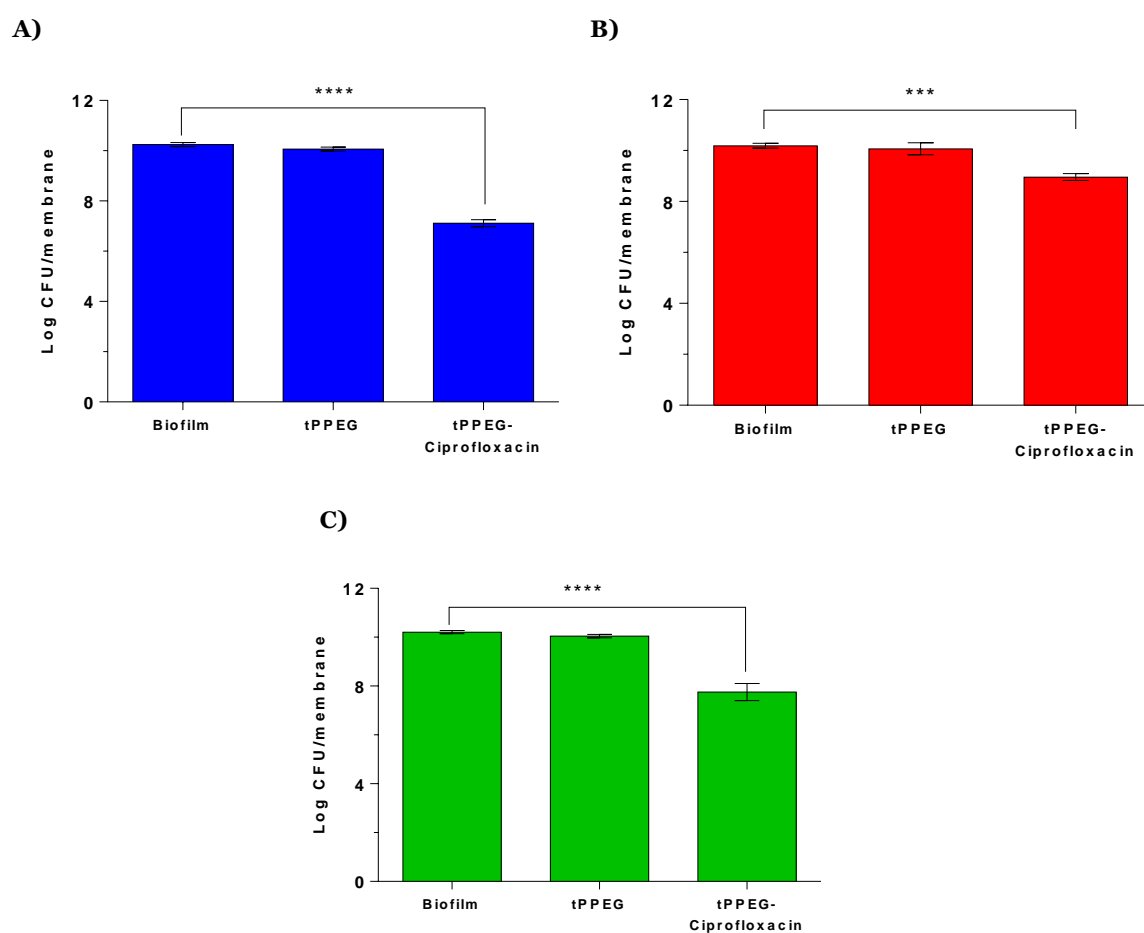 A)
****
12
8
4
0
Log CFU/membrane
Biofilm
tPPEG
tPPEG-
Ciprofloxacin
B)
***
12
8
4
0
Log CFU/membrane
Biofilm
tPPEG
tPPEG-
Ciprofloxacin
C)
****
12
8
4
0
Log CFU/membrane
Biofilm
tPPEG
tPPEG-
Ciprofloxacin